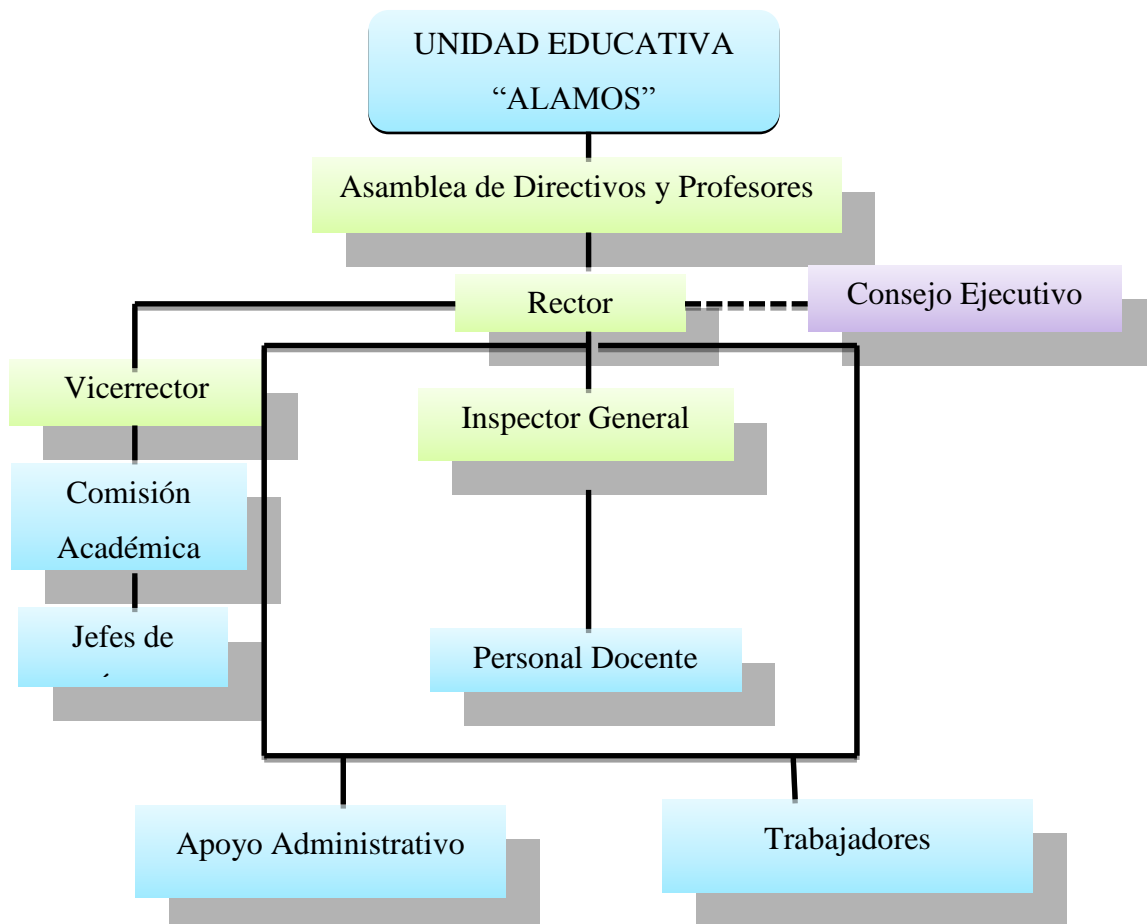 UNIDAD EDUCATIVA
“ALAMOS”
Asamblea de Directivos y Profesores
Rector
Consejo Ejecutivo
Vicerrector
Inspector General
Comisión
Académica
Jefes de
Personal Docente
Apoyo Administrativo
Trabajadores